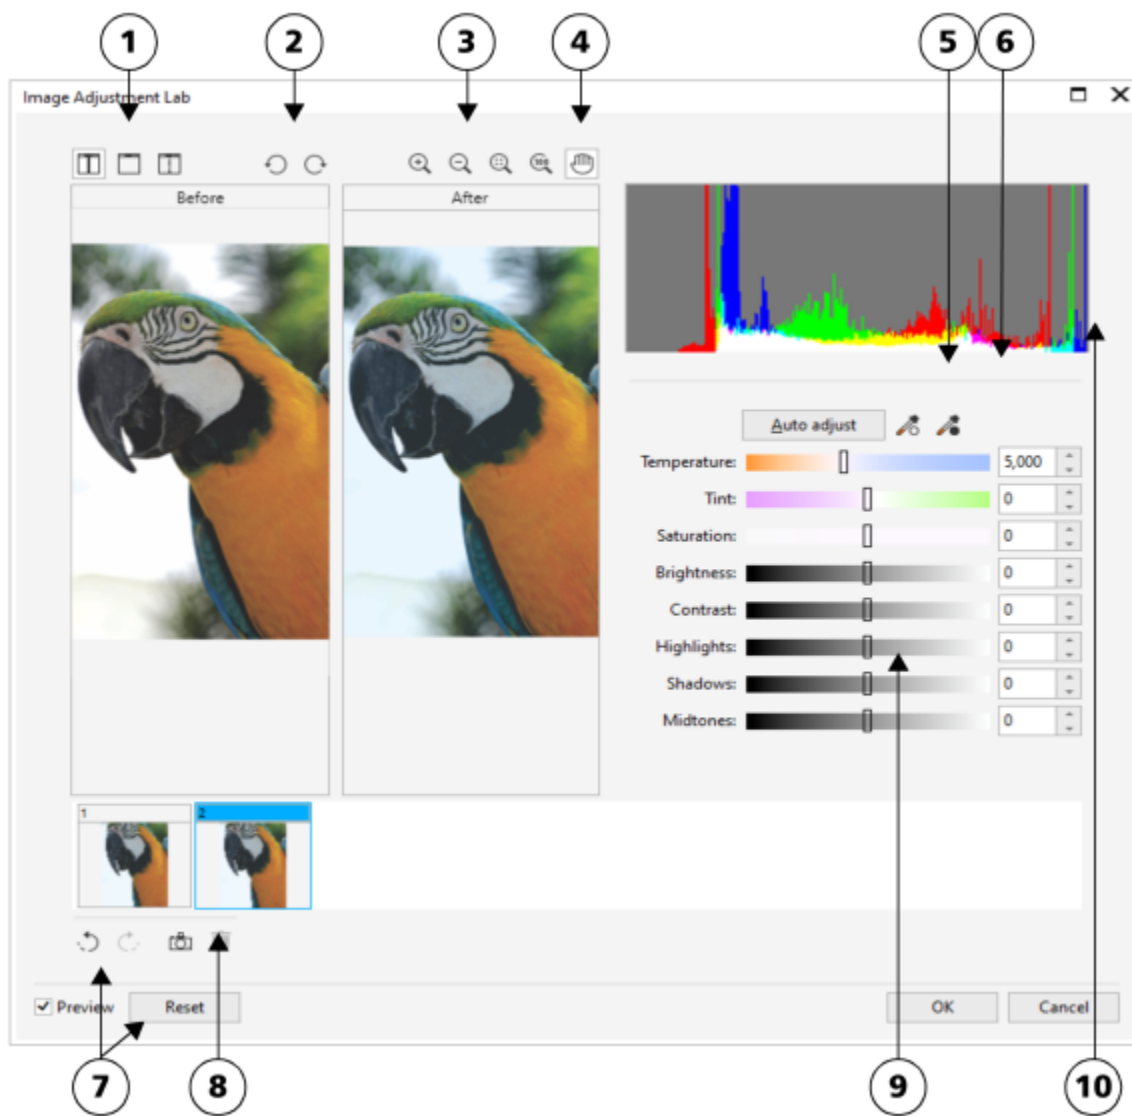 1 2 3 4 5 6
Image Adjustment Lab
100
Before After
Auto adjust
Temperature: 5,000
Tint: 0
Saturation: 0
Brightness: 0
Contrast: 0
Highlights: 0
Shadows: 0
Midtones: 0
1 2
Preview Reset OK Cancel
7 8 9 10